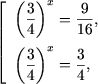 [ (3/4)^x = 9/16,
(3/4)^x = 3/4,